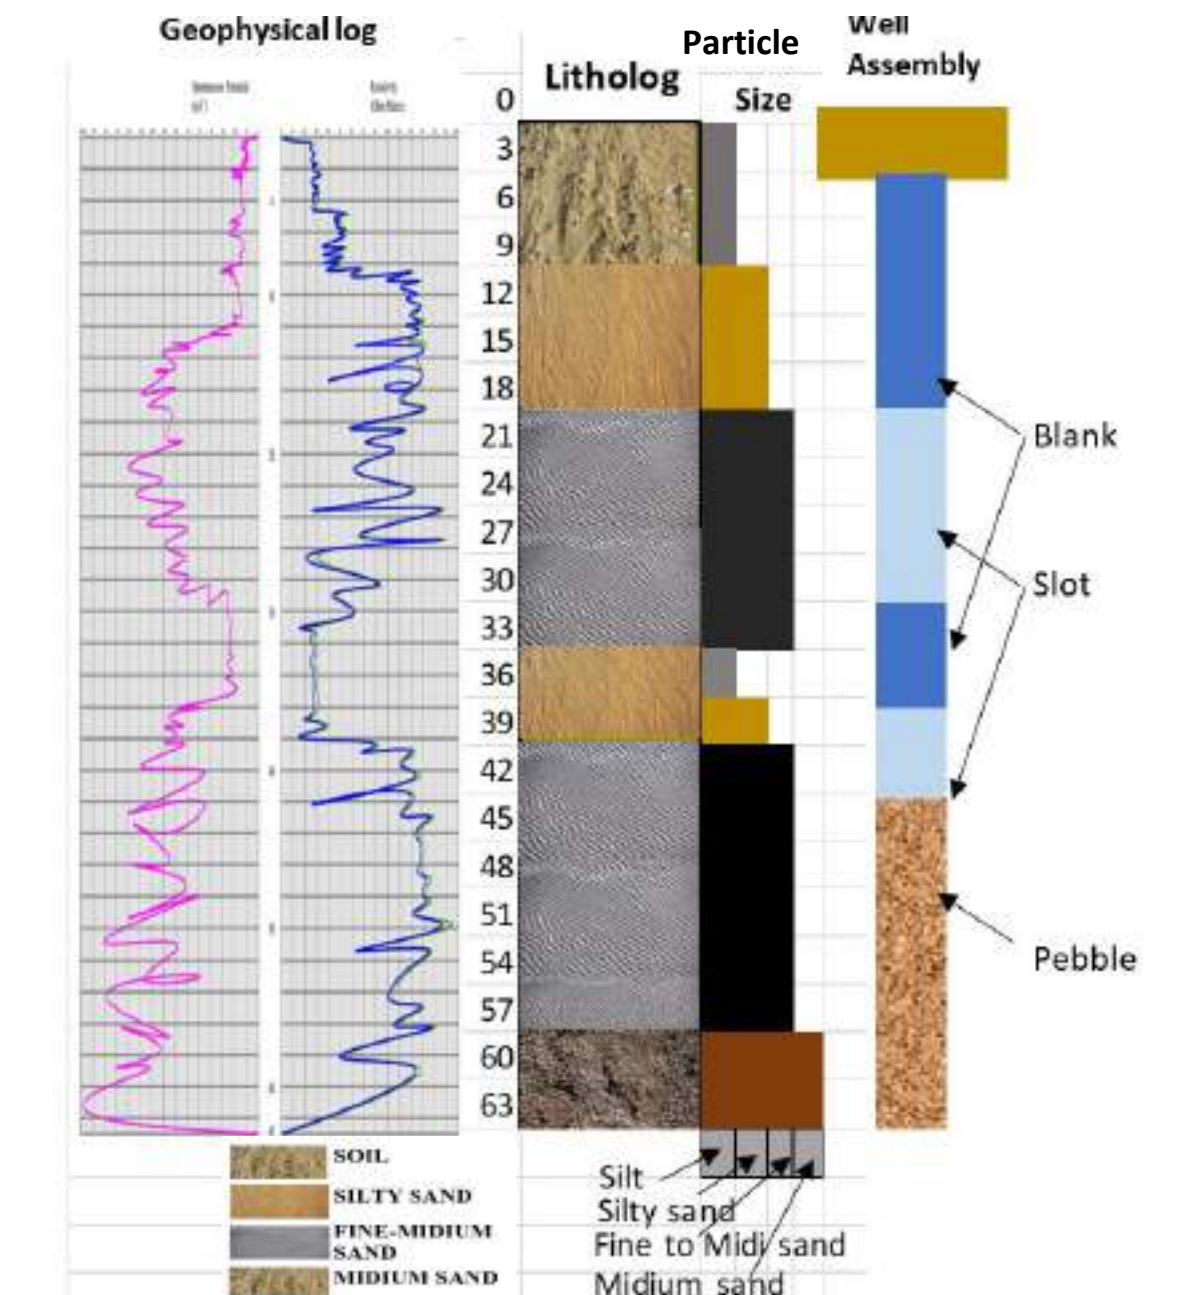 Geophysical log
Litholog
Particle
Size
Well
Assembly
0
3
6
9
12
15
18
21
24
27
30
33
36
39
42
45
48
51
54
57
60
63
Blank
Slot
Pebble
SOIL
SILTY SAND
FINE-MIDIUM
SAND
MIDIUM SAND
Silt
Silty sand
Fine to Midi sand
Midium sand